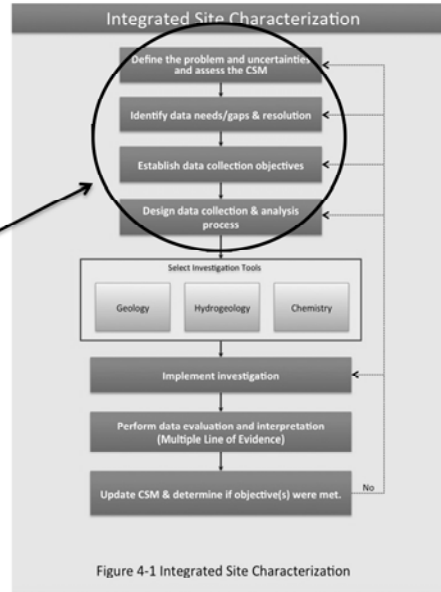 Integrated Site Characterization
Define the problem and uncertainties
and assess the CSM
Identify data needs/gaps & resolution
Establish data collection objectives
Design data collection & analysis
process
Select Investigation Tools
Geology
Hydrogeology
Chemistry
Implement investigation
Perform data evaluation and interpretation
(Multiple Line of Evidence)
Update CSM & determine if objective(s) were met.
No
Figure 4-1 Integrated Site Characterization